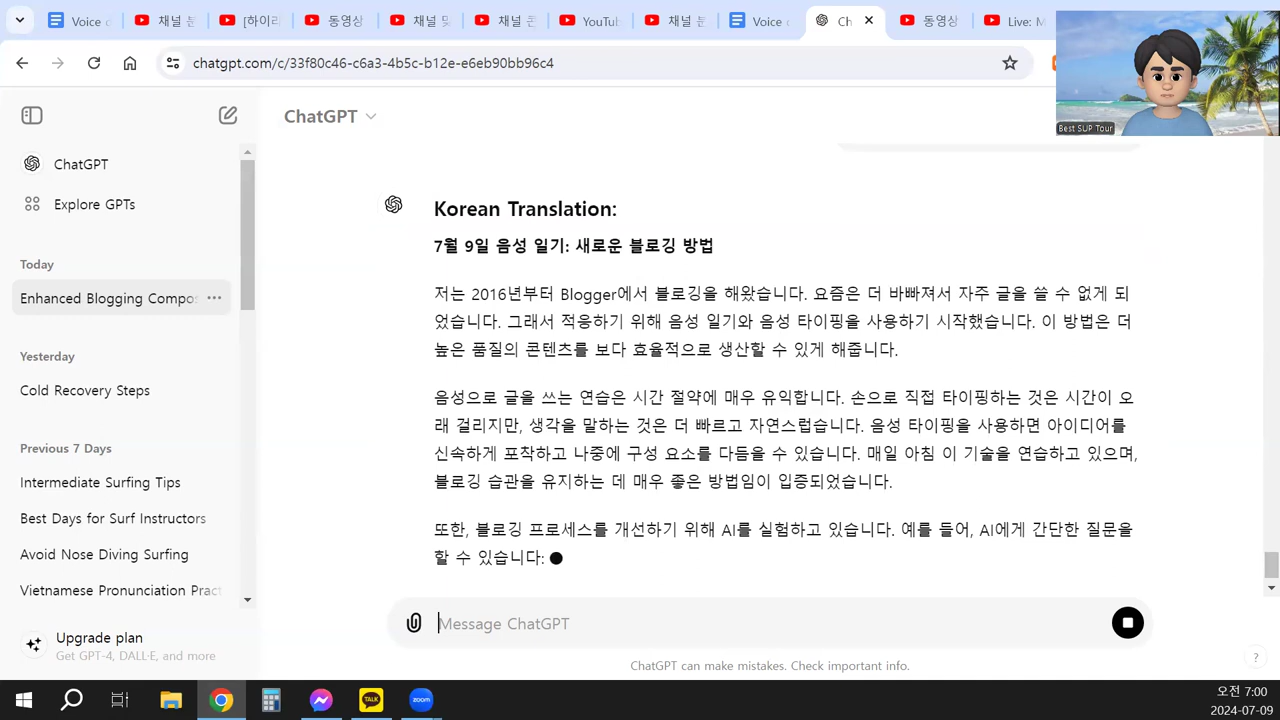 Voice d
채널 분
[하이라
동영상
채널 및
채널 콘
YouTube
채널 분
Voice d
Ch
동영상
Live: M
chatgpt.com/c/33f80c46-c6a3-4b5c-b12e-e6eb90bb96c4
Best SUP Tour
ChatGPT
ChatGPT
Explore GPTs
Today
Enhanced Blogging Compos
Yesterday
Cold Recovery Steps
Previous 7 Days
Intermediate Surfing Tips
Best Days for Surf Instructors
Avoid Nose Diving Surfing
Vietnamese Pronunciation Pract
Upgrade plan
Get GPT-4, DALL·E, and more
Korean Translation:
7월 9일 음성 일기: 새로운 블로깅 방법
저는 2016년부터 Blogger에서 블로깅을 해왔습니다. 요즘은 더 바빠져서 자주 글을 쓸 수 없게 되
었습니다. 그래서 적응하기 위해 음성 일기와 음성 타이핑을 사용하기 시작했습니다. 이 방법은 더
높은 품질의 콘텐츠를 보다 효율적으로 생산할 수 있게 해줍니다.
음성으로 글을 쓰는 연습은 시간 절약에 매우 유익합니다. 손으로 직접 타이핑하는 것은 시간이 오
래 걸리지만, 생각을 말하는 것은 더 빠르고 자연스럽습니다. 음성 타이핑을 사용하면 아이디어를
신속하게 포착하고 나중에 구성 요소를 다듬을 수 있습니다. 매일 아침 이 기술을 연습하고 있으며,
블로깅 습관을 유지하는 데 매우 좋은 방법임이 입증되었습니다.
또한, 블로깅 프로세스를 개선하기 위해 AI를 실험하고 있습니다. 예를 들어, AI에게 간단한 질문을
할 수 있습니다:
Message ChatGPT
ChatGPT can make mistakes. Check important info.
?
TALK
zoom
오전 7:00
2024-07-09